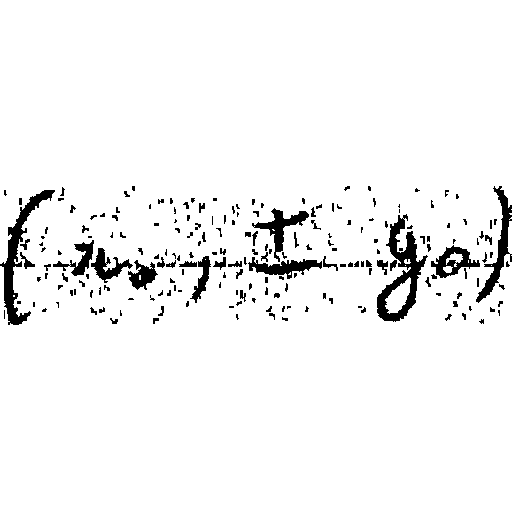 (x₀, ± y₀)